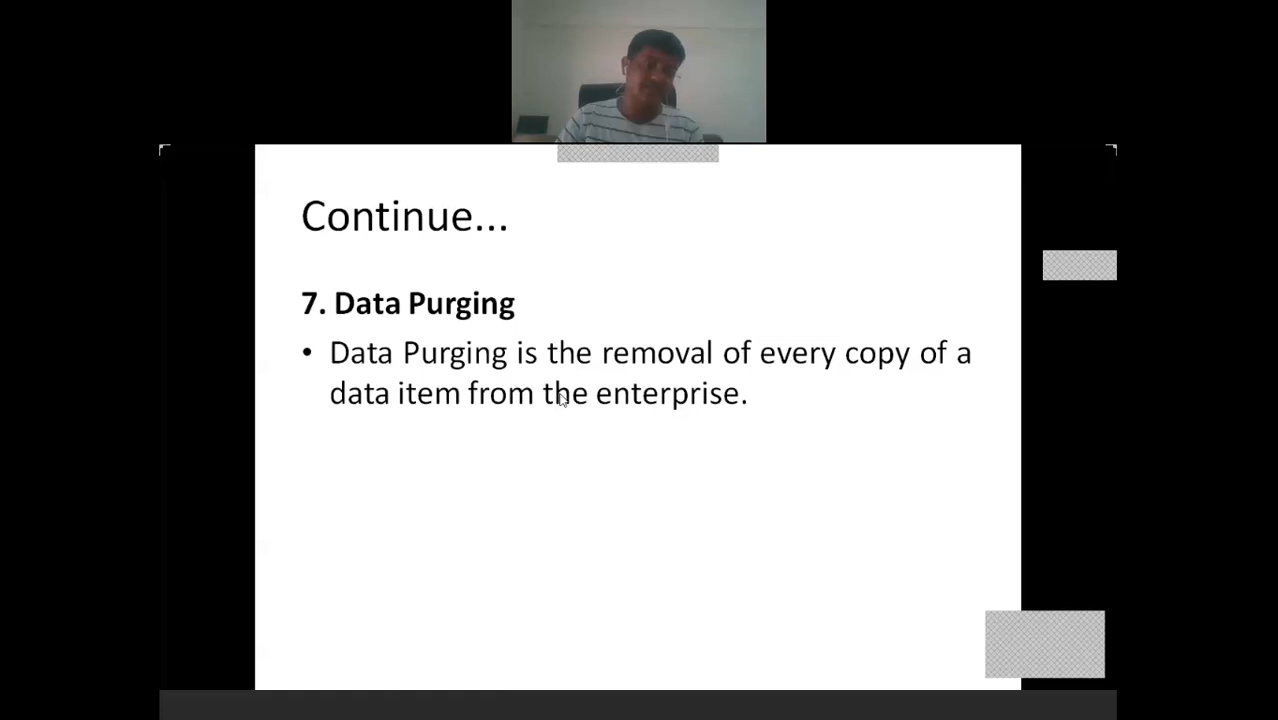 Continue...
7. Data Purging
• Data Purging is the removal of every copy of a
data item from the enterprise.